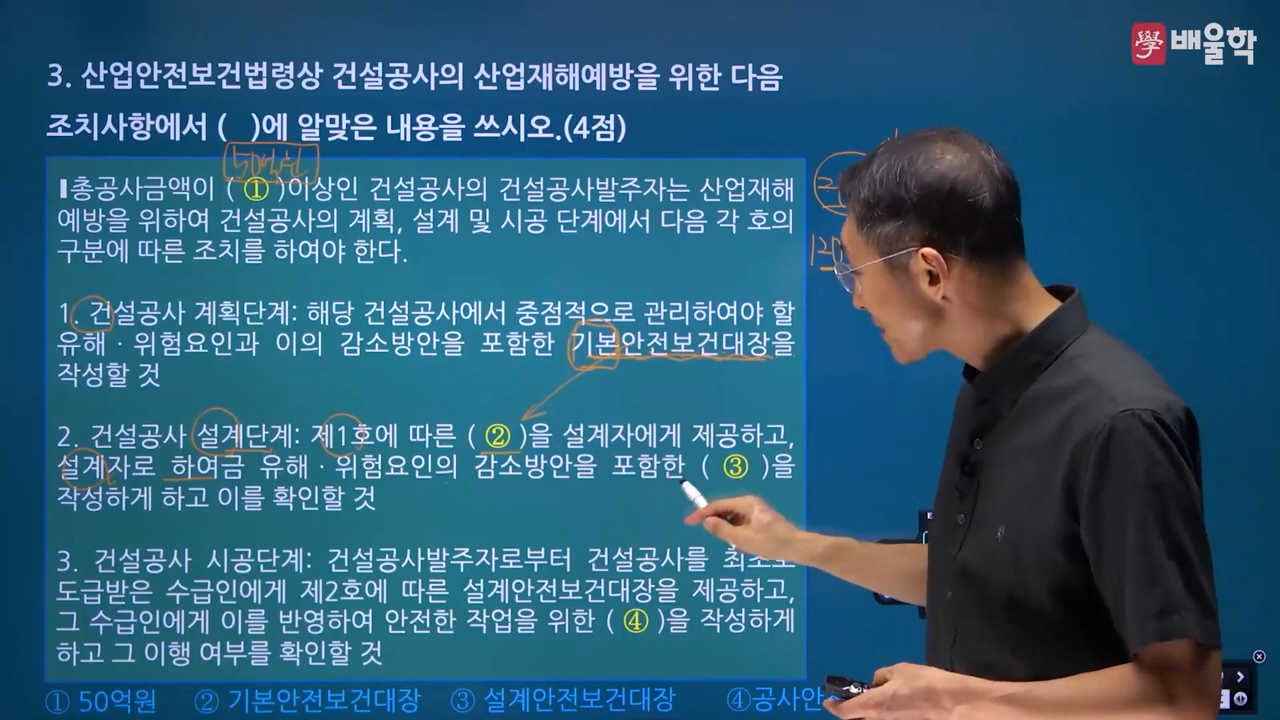 學 배울학
3. 산업안전보건법령상 건설공사의 산업재해예방을 위한 다음
조치사항에서 ( )에 알맞은 내용을 쓰시오.(4점)
50억원
▮총공사금액이 ( ① )이상인 건설공사의 건설공사발주자는 산업재해
예방을 위하여 건설공사의 계획, 설계 및 시공 단계에서 다음 각 호의
구분에 따른 조치를 하여야 한다.
1. 건설공사 계획단계: 해당 건설공사에서 중점적으로 관리하여야 할
유해ㆍ위험요인과 이의 감소방안을 포함한 기본안전보건대장을
작성할 것
2. 건설공사 설계단계: 제1호에 따른 ( ② )을 설계자에게 제공하고,
설계자로 하여금 유해ㆍ위험요인의 감소방안을 포함한 ( ③ )을
작성하게 하고 이를 확인할 것
3. 건설공사 시공단계: 건설공사발주자로부터 건설공사를 최초로
도급받은 수급인에게 제2호에 따른 설계안전보건대장을 제공하고,
그 수급인에게 이를 반영하여 안전한 작업을 위한 ( ④ )을 작성하게
하고 그 이행 여부를 확인할 것
① 50억원 ② 기본안전보건대장 ③ 설계안전보건대장 ④공사안